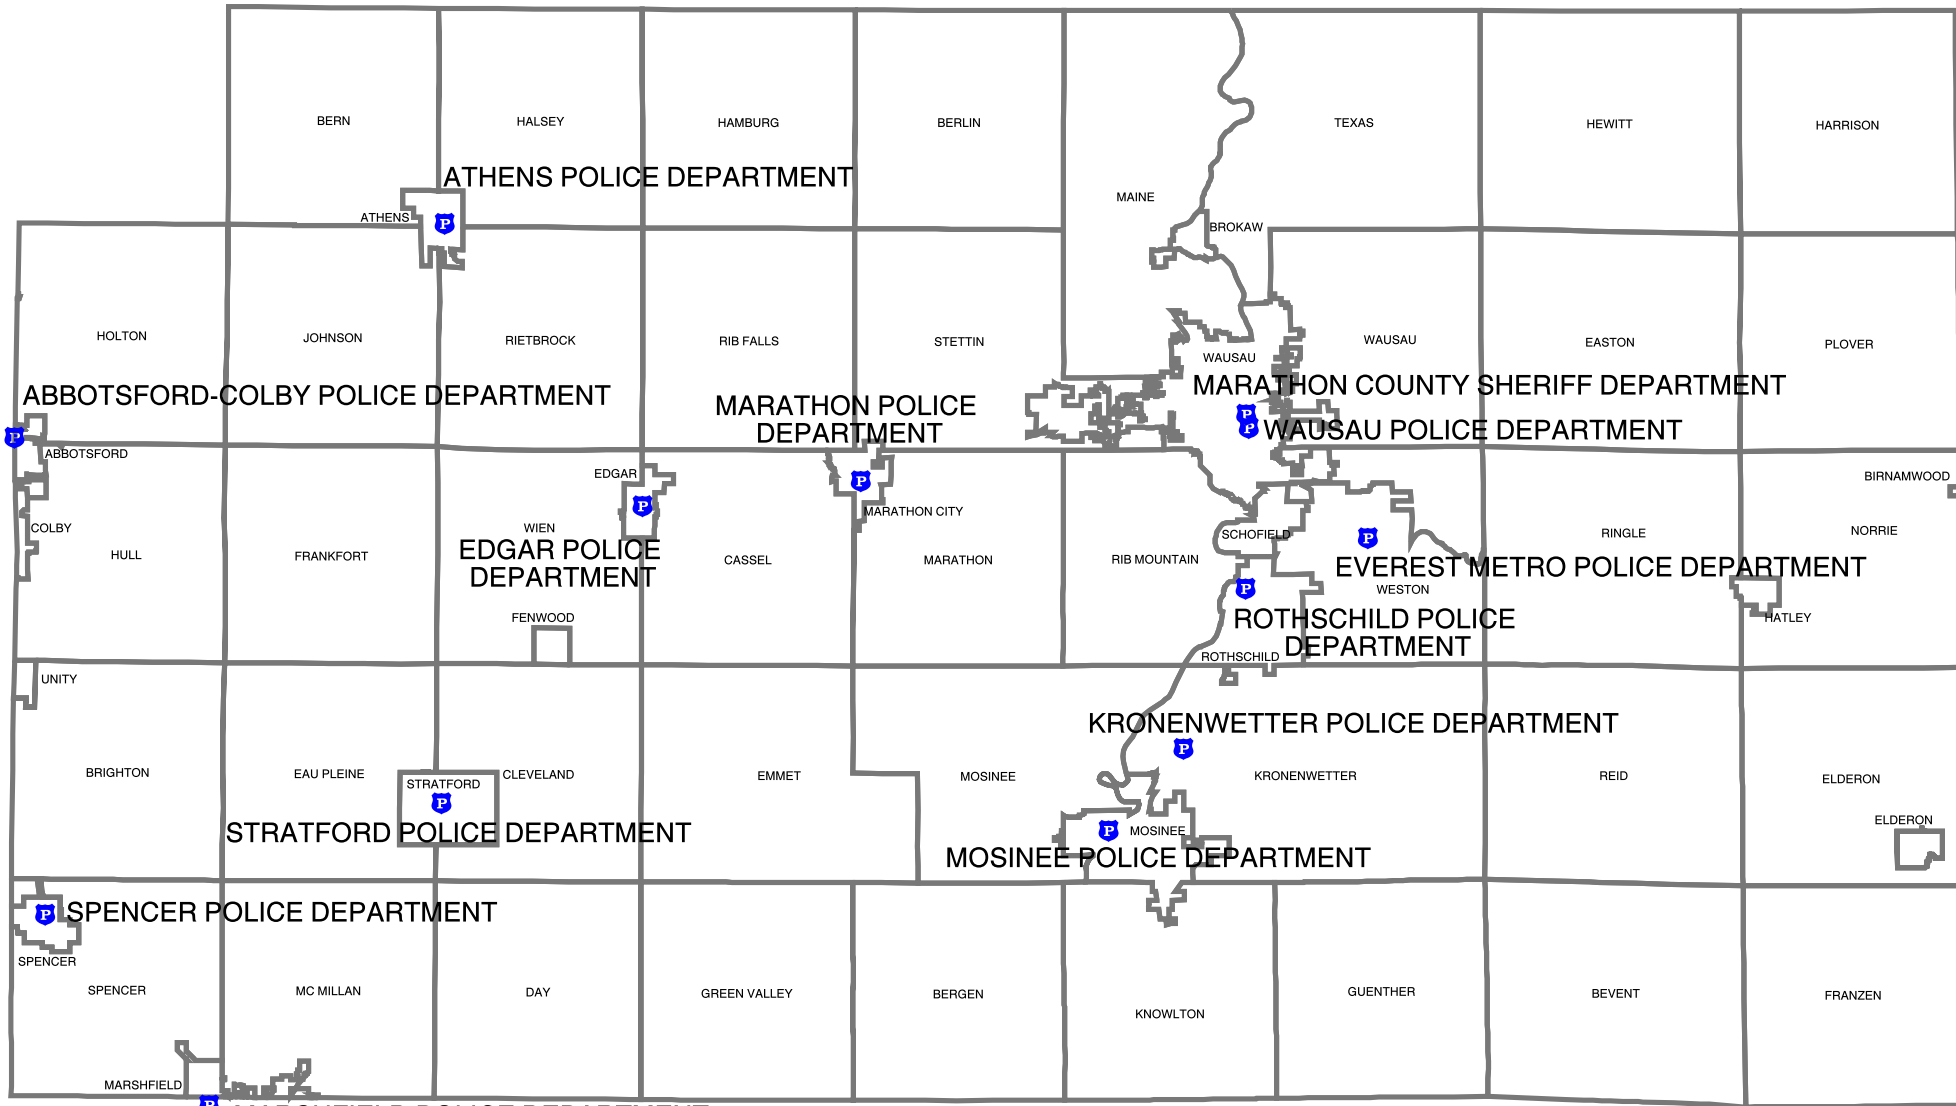 BERN
HALSEY
HAMBURG
BERLIN
TEXAS
HEWITT
HARRISON
ATHENS POLICE DEPARTMENT
MAINE
ATHENS
P
BROKAW
HOLTON
JOHNSON
RIETBROCK
RIB FALLS
STETTIN
WAUSAU
WAUSAU
EASTON
PLOVER
ABBOTSFORD-COLBY POLICE DEPARTMENT
MARATHON POLICE
DEPARTMENT
MARATHON COUNTY SHERIFF DEPARTMENT
P
P
P
WAUSAU POLICE DEPARTMENT
ABBOTSFORD
EDGAR
P
BIRNAMWOOD
P
MARATHON CITY
COLBY
WIEN
SCHOFIELD
P
RINGLE
NORRIE
HULL
FRANKFORT
EDGAR POLICE
DEPARTMENT
CASSEL
MARATHON
RIB MOUNTAIN
EVEREST METRO POLICE DEPARTMENT
P
WESTON
FENWOOD
ROTHSCHILD POLICE
DEPARTMENT
HATLEY
ROTHSCHILD
UNITY
KRONENWETTER POLICE DEPARTMENT
P
BRIGHTON
EAU PLEINE
STRATFORD
CLEVELAND
EMMET
MOSINEE
KRONENWETTER
REID
ELDERON
P
STRATFORD POLICE DEPARTMENT
P
MOSINEE
ELDERON
MOSINEE POLICE DEPARTMENT
P
SPENCER POLICE DEPARTMENT
SPENCER
SPENCER
MC MILLAN
DAY
GREEN VALLEY
BERGEN
KNOWLTON
GUENTHER
BEVENT
FRANZEN
MARSHFIELD
P